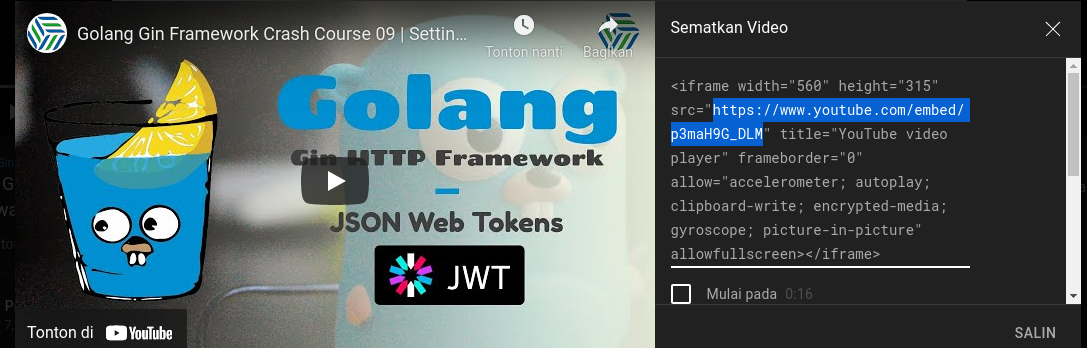 Golang Gin Framework Crash Course 09 | Settin...
Tonton nanti
Bagikan
Golang
Gin HTTP Framework
JSON Web Tokens
JWT
Tonton di YouTube
Sematkan Video
<iframe width="560" height="315"
src="https://www.youtube.com/embed/
p3maH9G_DLM" title="YouTube video
player" frameborder="0"
allow="accelerometer; autoplay;
clipboard-write; encrypted-media;
gyroscope; picture-in-picture"
allowfullscreen></iframe>
Mulai pada 0:16
SALIN